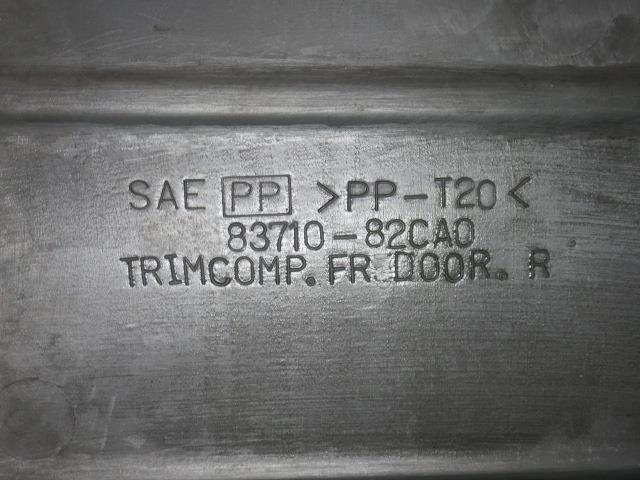 SAE PP >PP-T20<
83710-82CA0
TRIMCOMP. FR DOOR. R